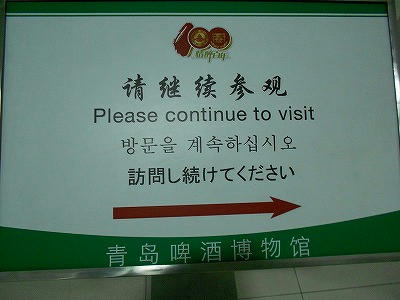 请继续参观
Please continue to visit
방문을 계속하십시오
訪問し続けてください
青岛啤酒博物馆